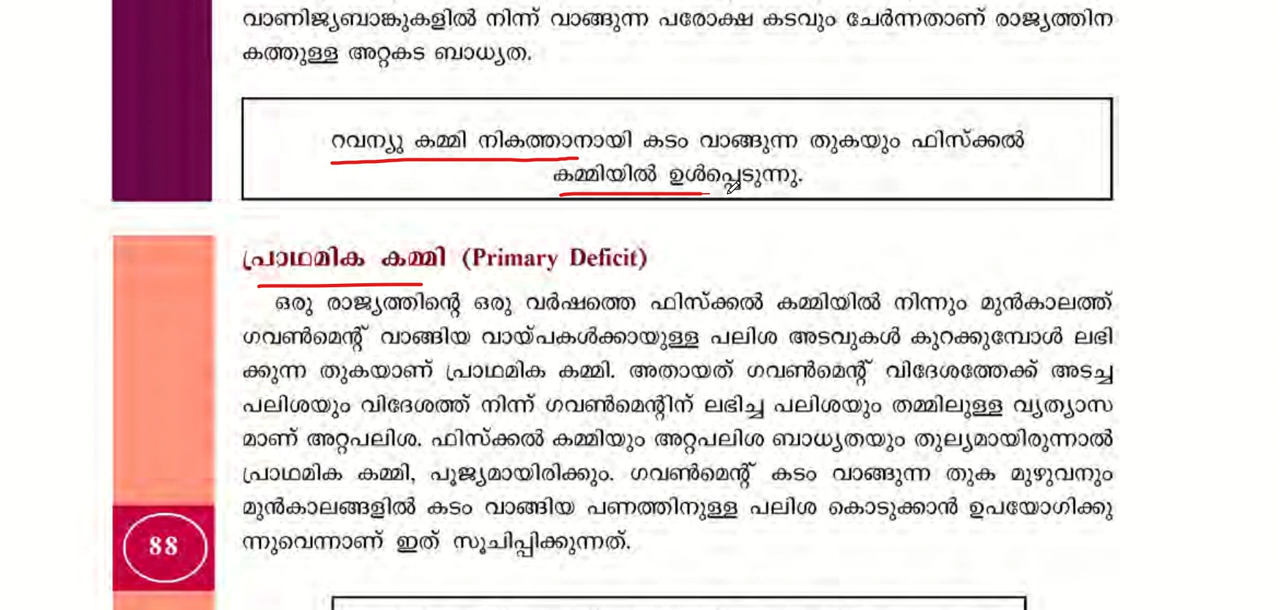 വാണിജ്യബാങ്കുകളിൽ നിന്ന് വാങ്ങുന്ന പരോക്ഷ കടവും ചേർന്നതാണ് രാജ്യത്തിന
കത്തുള്ള അറ്റകട ബാധ്യത.
റവന്യു കമ്മി നികത്താനായി കടം വാങ്ങുന്ന തുകയും ഫിസ്ക്കൽ
കമ്മിയിൽ ഉൾപ്പെടുന്നു.
പ്രാഥമിക കമ്മി (Primary Deficit)
ഒരു രാജ്യത്തിന്റെ ഒരു വർഷത്തെ ഫിസ്ക്കൽ കമ്മിയിൽ നിന്നും മുൻകാലത്ത്
ഗവൺമെന്റ് വാങ്ങിയ വായ്പകൾക്കായുള്ള പലിശ അടവുകൾ കുറക്കുമ്പോൾ ലഭി
ക്കുന്ന തുകയാണ് പ്രാഥമിക കമ്മി. അതായത് ഗവൺമെന്റ് വിദേശത്തേക്ക് അടച്ച
പലിശയും വിദേശത്ത് നിന്ന് ഗവൺമെന്റിന് ലഭിച്ച പലിശയും തമ്മിലുള്ള വ്യത്യാസ
മാണ് അറ്റപലിശ. ഫിസ്ക്കൽ കമ്മിയും അറ്റപലിശ ബാധ്യതയും തുല്യമായിരുന്നാൽ
പ്രാഥമിക കമ്മി, പൂജ്യമായിരിക്കും. ഗവൺമെന്റ് കടം വാങ്ങുന്ന തുക മുഴുവനും
മുൻകാലങ്ങളിൽ കടം വാങ്ങിയ പണത്തിനുള്ള പലിശ കൊടുക്കാൻ ഉപയോഗിക്കു
ന്നുവെന്നാണ് ഇത് സൂചിപ്പിക്കുന്നത്.
88